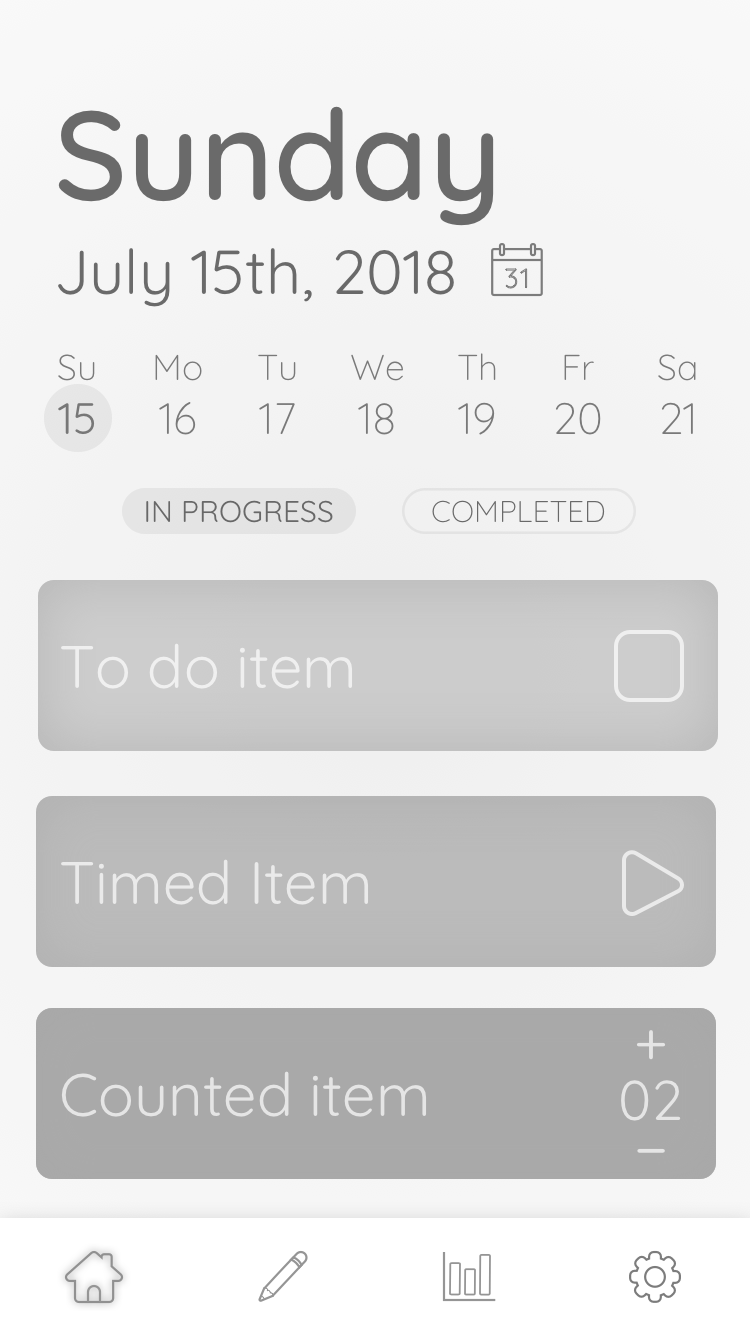 Sunday
July 15th, 2018 31
Su Mo Tu We Th Fr Sa
15 16 17 18 19 20 21
IN PROGRESS COMPLETED
To do item
Timed Item
+
Counted item 02
−